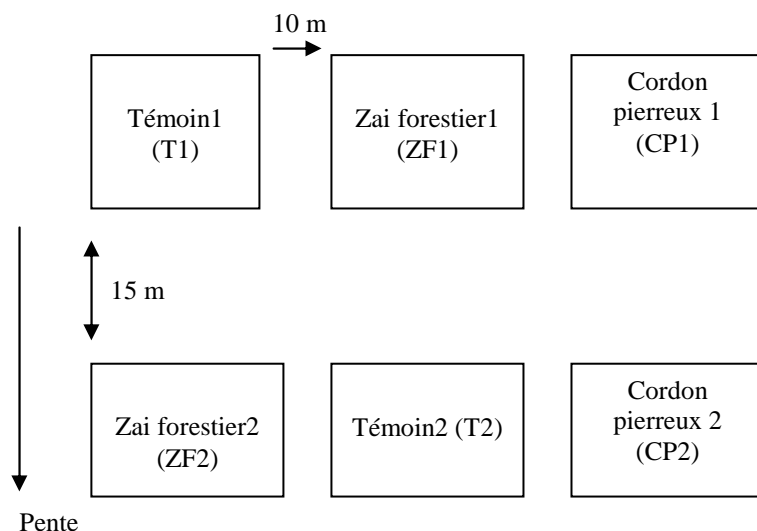 10 m
Témoin1
(T1)
Zai forestier1
(ZF1)
Cordon
pierreux 1
(CP1)
15 m
Zai forestier2
(ZF2)
Témoin2 (T2)
Cordon
pierreux 2
(CP2)
Pente